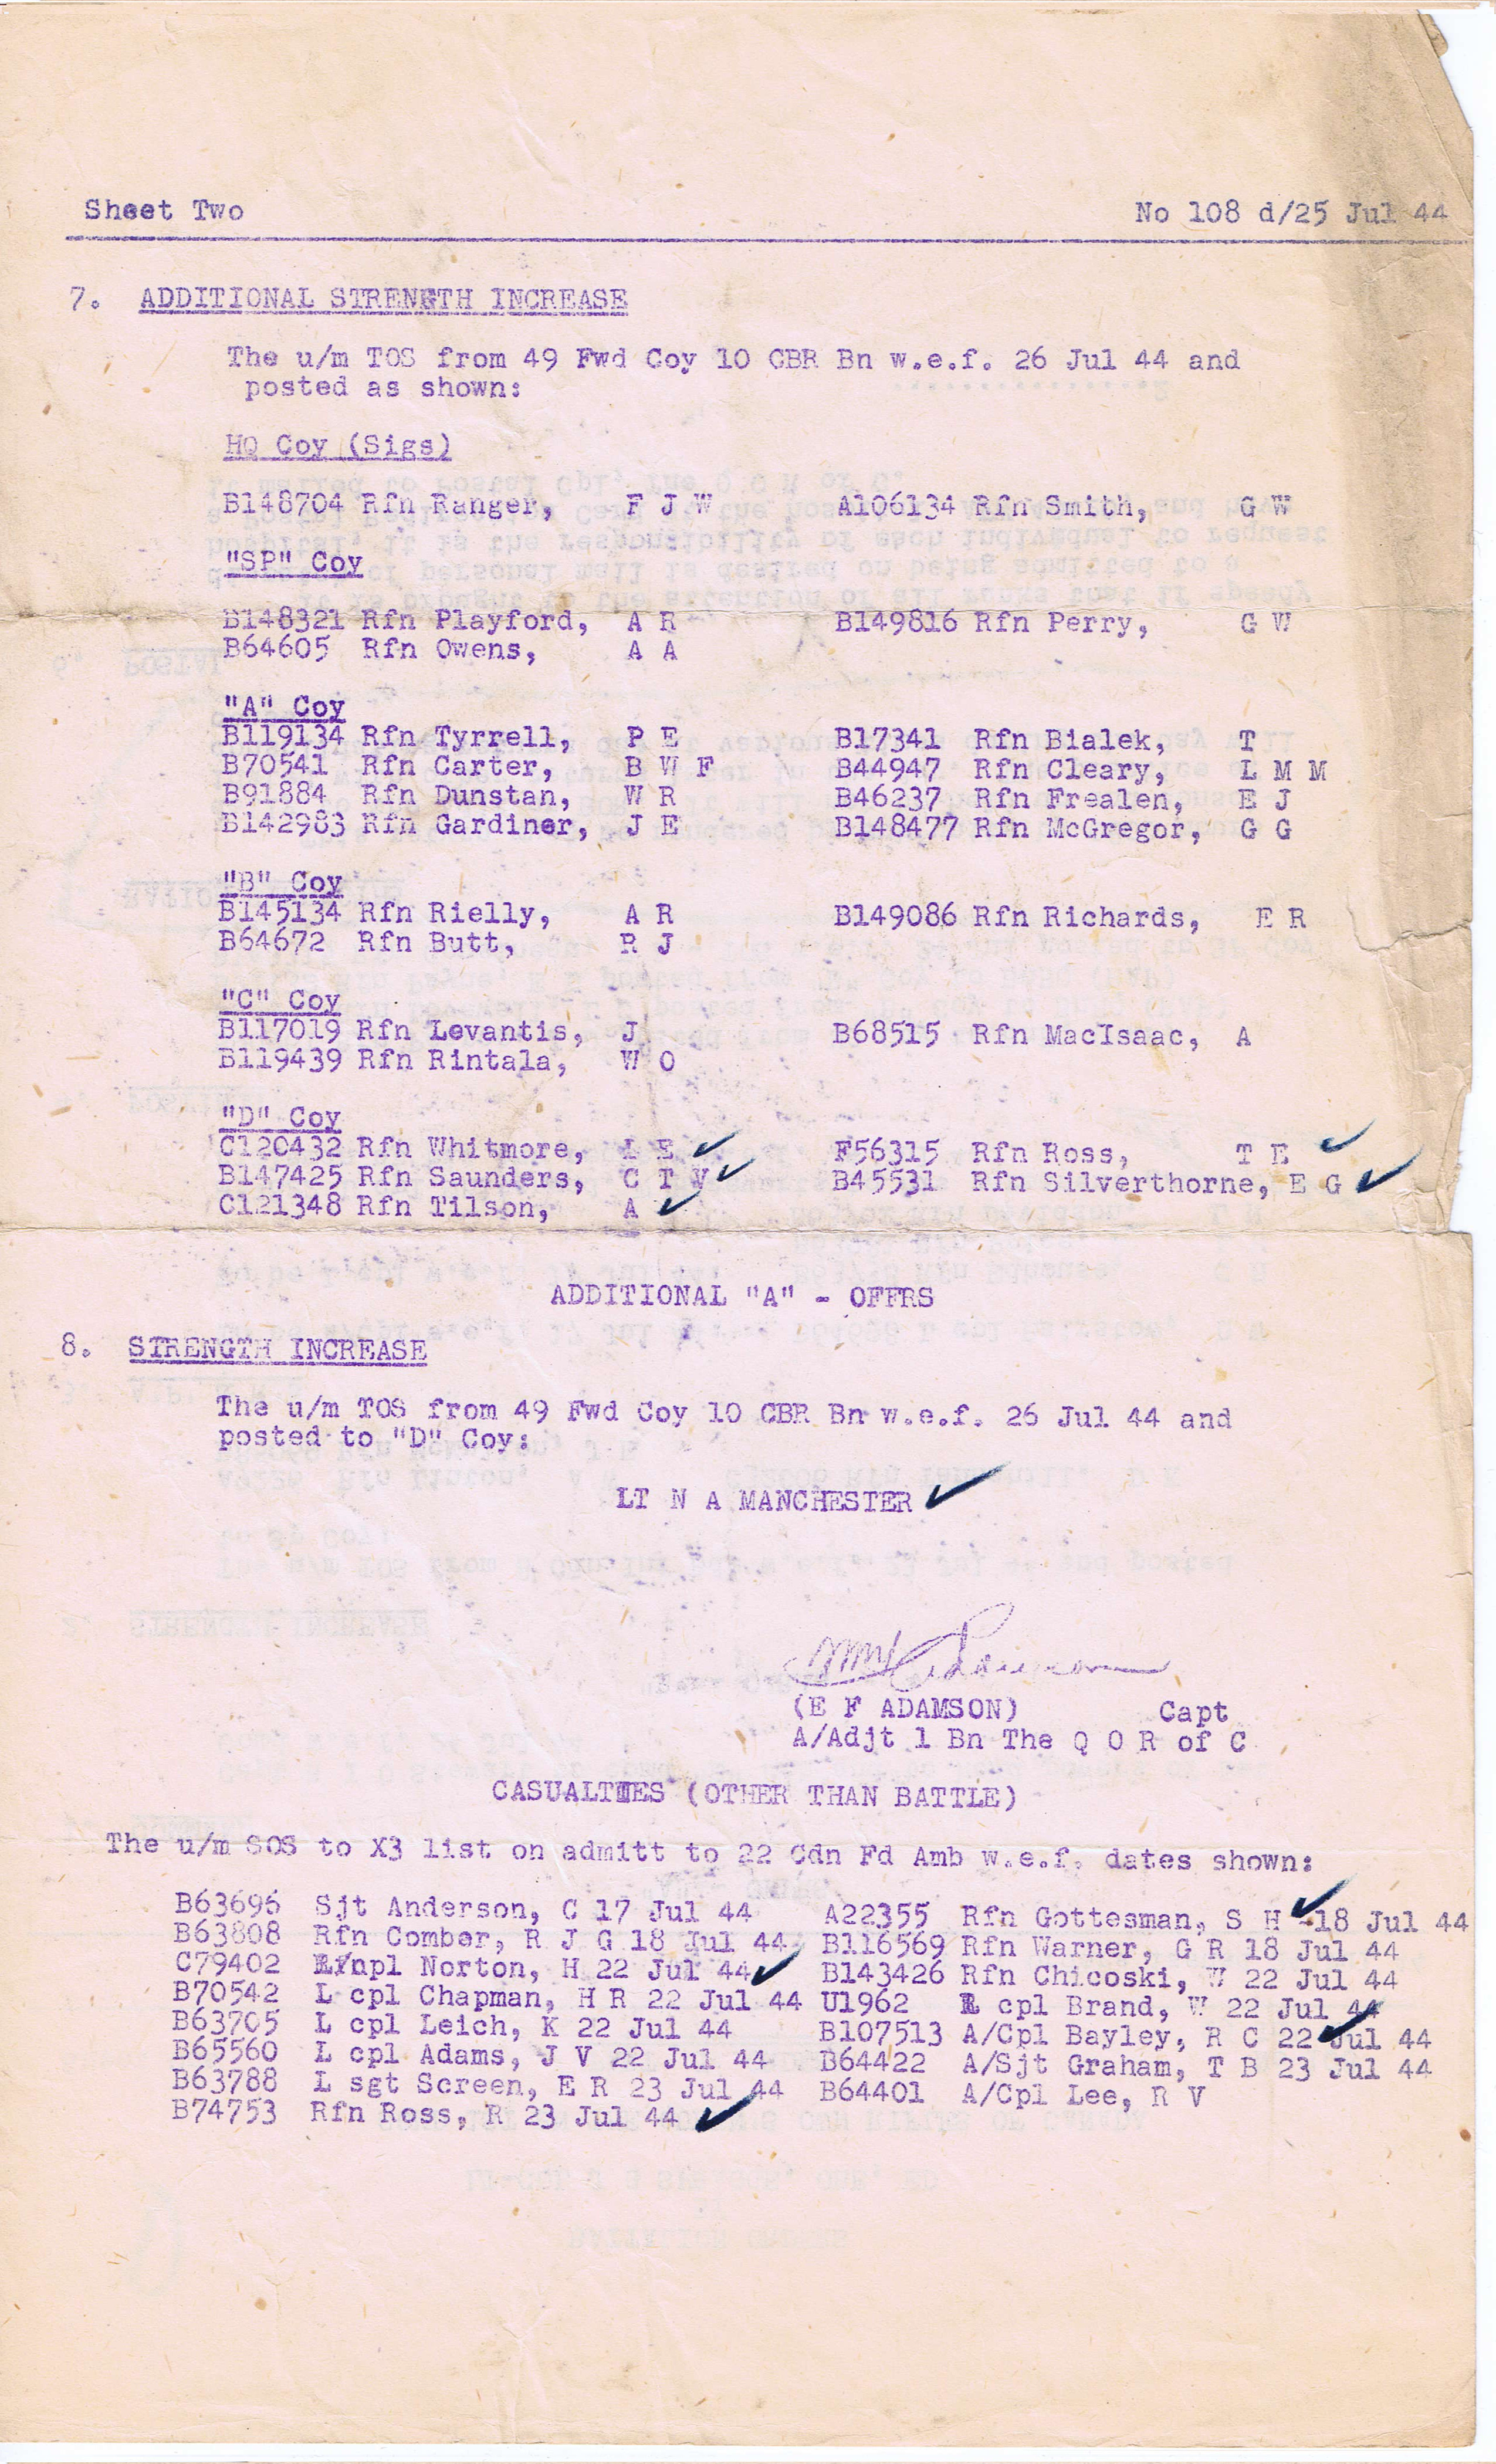 Sheet Two No 108 d/25 Jul 44
7. ADDITIONAL STRENGTH INCREASE
The u/m TOS from 49 Fwd Coy 10 CBR Bn w.e.f. 26 Jul 44 and
posted as shown:
HQ Coy (Sigs)
B148704 Rfn Ranger, F J W A106134 Rfn Smith, G W
"SP" Coy
B148321 Rfn Playford, A R B149816 Rfn Perry, G W
B64605 Rfn Owens, A A
"A" Coy
B119134 Rfn Tyrrell, P E B17341 Rfn Bialek, T
B70541 Rfn Carter, B W F B44947 Rfn Cleary, L M M
B91884 Rfn Dunstan, W R B46237 Rfn Frealen, E J
B142983 Rfn Gardiner, J E B148477 Rfn McGregor, G G
"B" Coy
B145134 Rfn Rielly, A R B149086 Rfn Richards, E R
B64672 Rfn Butt, R J
"C" Coy
B117019 Rfn Levantis, J B68515 Rfn MacIsaac, A
B119439 Rfn Rintala, W O
"D" Coy
C120432 Rfn Whitmore, E F56315 Rfn Ross, T E
B147425 Rfn Saunders, C T W B45531 Rfn Silverthorne, E G
C121348 Rfn Tilson, A
ADDITIONAL "A" - OFFRS
8. STRENGTH INCREASE
The u/m TOS from 49 Fwd Coy 10 CBR Bn w.e.f. 26 Jul 44 and
posted to "D" Coy:
LT N A MANCHESTER
(E F ADAMSON) Capt
A/Adjt 1 Bn The Q O R of C
CASUALTIES (OTHER THAN BATTLE)
The u/m SOS to X3 list on admitt to 22 Cdn Fd Amb w.e.f. dates shown:
B63696 Sjt Anderson, C 17 Jul 44 A22355 Rfn Gottesman, S H 18 Jul 44
B63808 Rfn Comber, R J G 18 Jul 44 B116569 Rfn Warner, G R 18 Jul 44
C79402 Norton, H 22 Jul 44 B143426 Rfn Chicoski, W 22 Jul 44
B70542 L cpl Chapman, H R 22 Jul 44 U1962 L cpl Brand, W 22 Jul 44
B63705 L cpl Leich, K 22 Jul 44 B107513 A/Cpl Bayley, R C 22 Jul 44
B65560 L cpl Adams, J V 22 Jul 44 B64422 A/Sjt Graham, T B 23 Jul 44
B63788 L sgt Screen, E R 23 Jul 44 B64401 A/Cpl Lee, R V
B74753 Rfn Ross, R 23 Jul 44